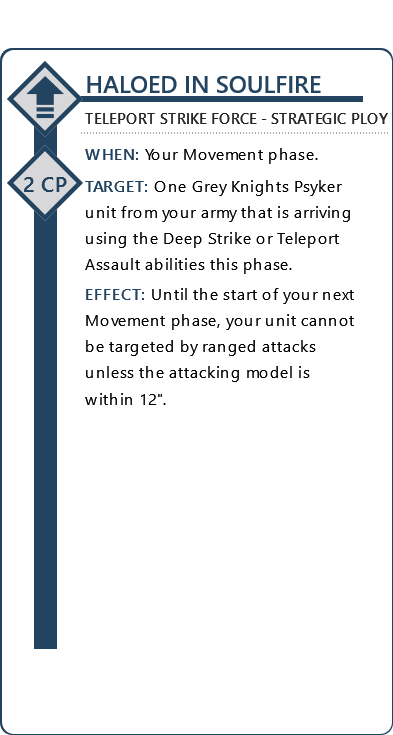 HALOED IN SOULFIRE
TELEPORT STRIKE FORCE - STRATEGIC PLOY
WHEN: Your Movement phase.
2 CP
TARGET: One Grey Knights Psyker
unit from your army that is arriving
using the Deep Strike or Teleport
Assault abilities this phase.
EFFECT: Until the start of your next
Movement phase, your unit cannot
be targeted by ranged attacks
unless the attacking model is
within 12".